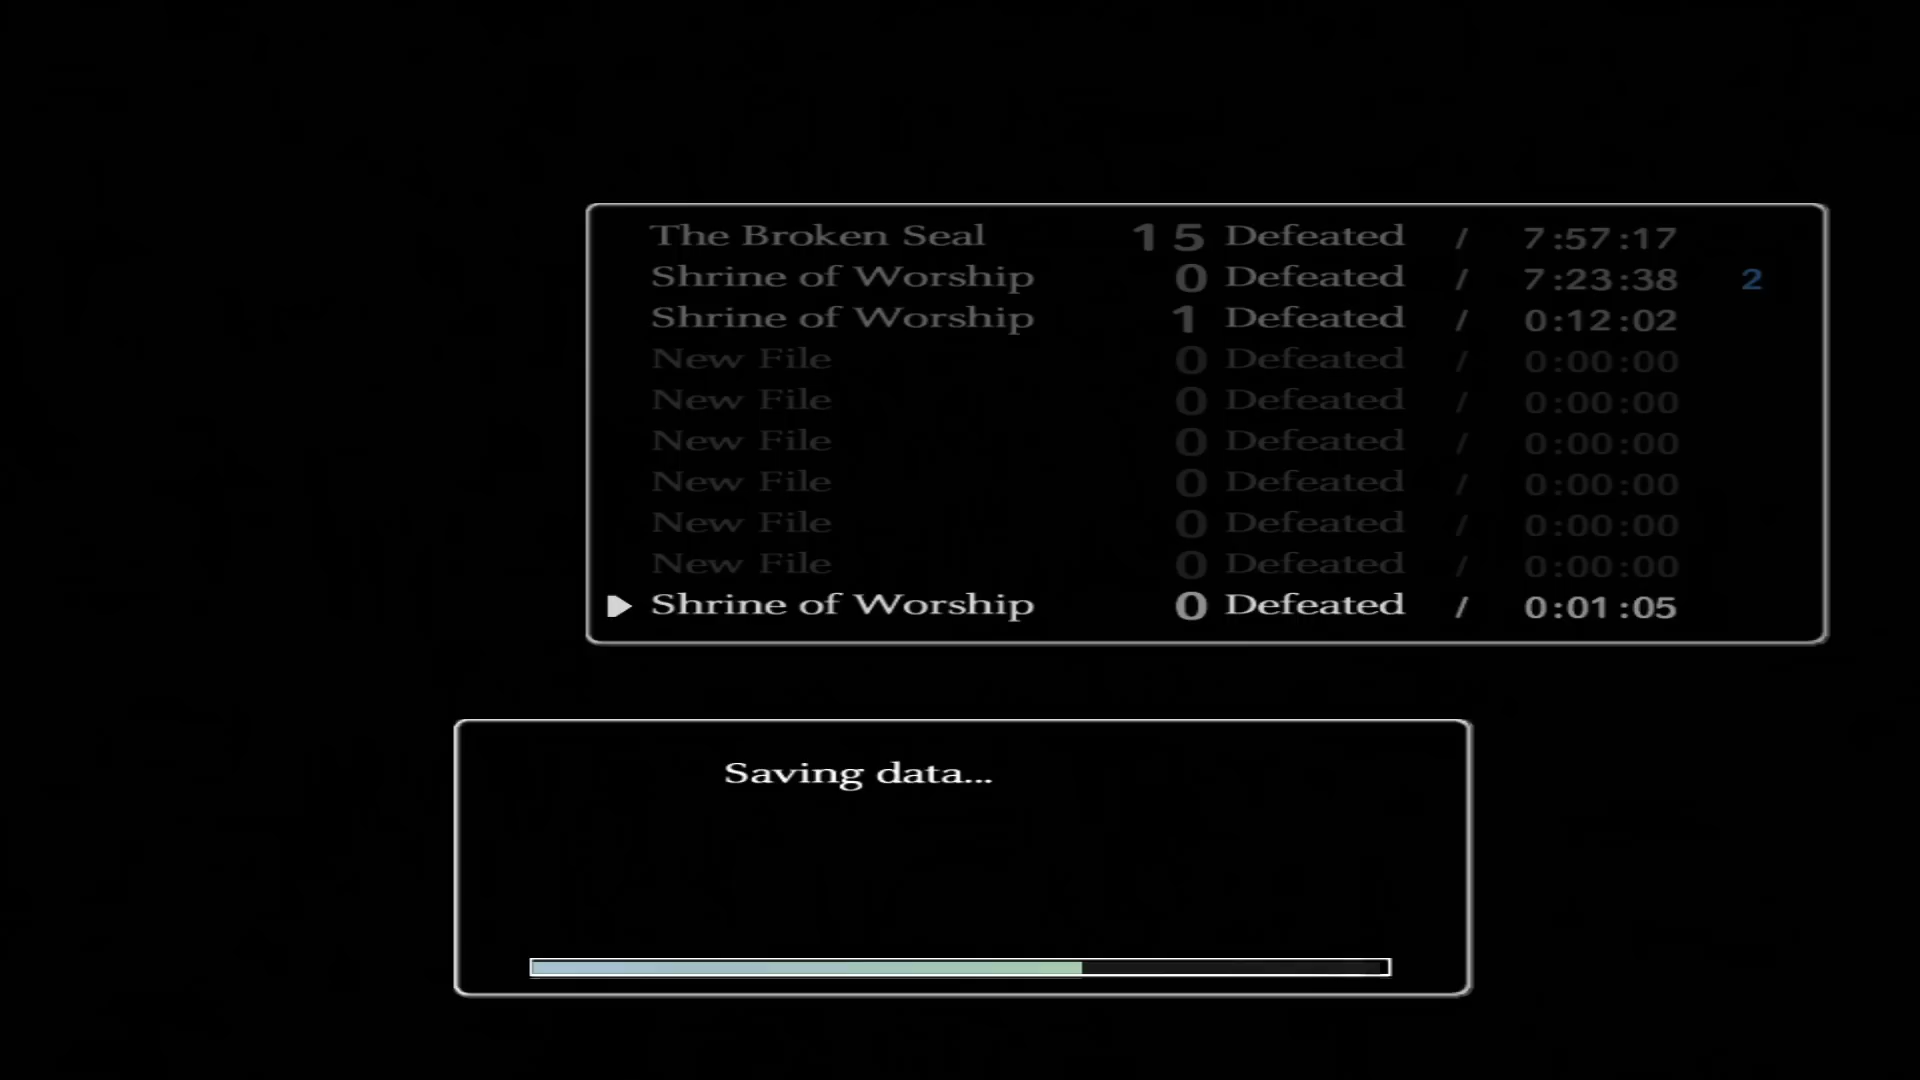 The Broken Seal 15 Defeated / 7:57:17
Shrine of Worship 0 Defeated / 7:23:38 2
Shrine of Worship 1 Defeated / 0:12:02
New File 0 Defeated / 0:00:00
New File 0 Defeated / 0:00:00
New File 0 Defeated / 0:00:00
New File 0 Defeated / 0:00:00
New File 0 Defeated / 0:00:00
New File 0 Defeated / 0:00:00
Shrine of Worship 0 Defeated / 0:01:05
Saving data...